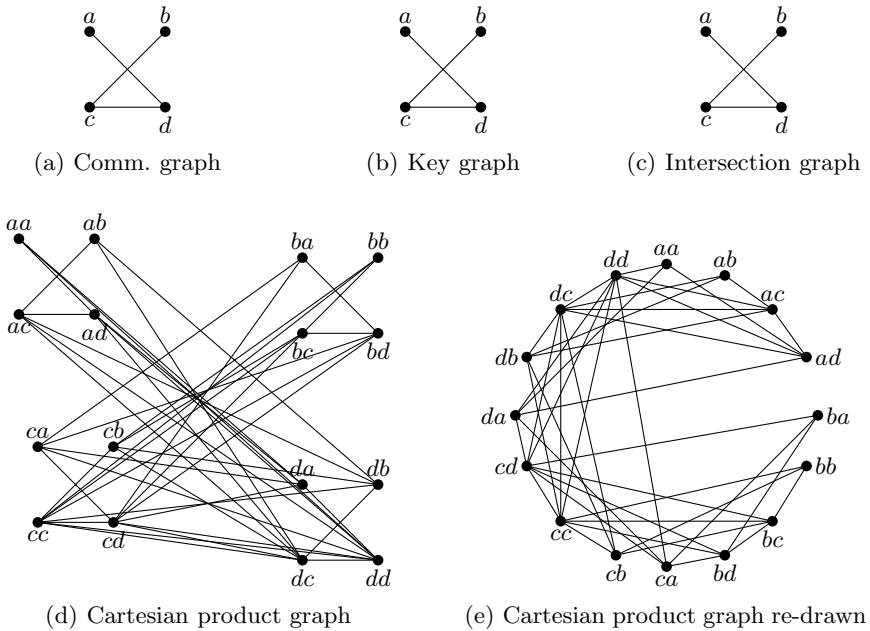 a b a b a b
c d c d c d
(a) Comm. graph (b) Key graph (c) Intersection graph
aa ab ba bb
ac ad bc bd
ca cb da db
cc cd dc dd
dd aa ab
dc ac
db ad
da ba
cd bb
cc bc
cb ca bd
(d) Cartesian product graph (e) Cartesian product graph re-drawn